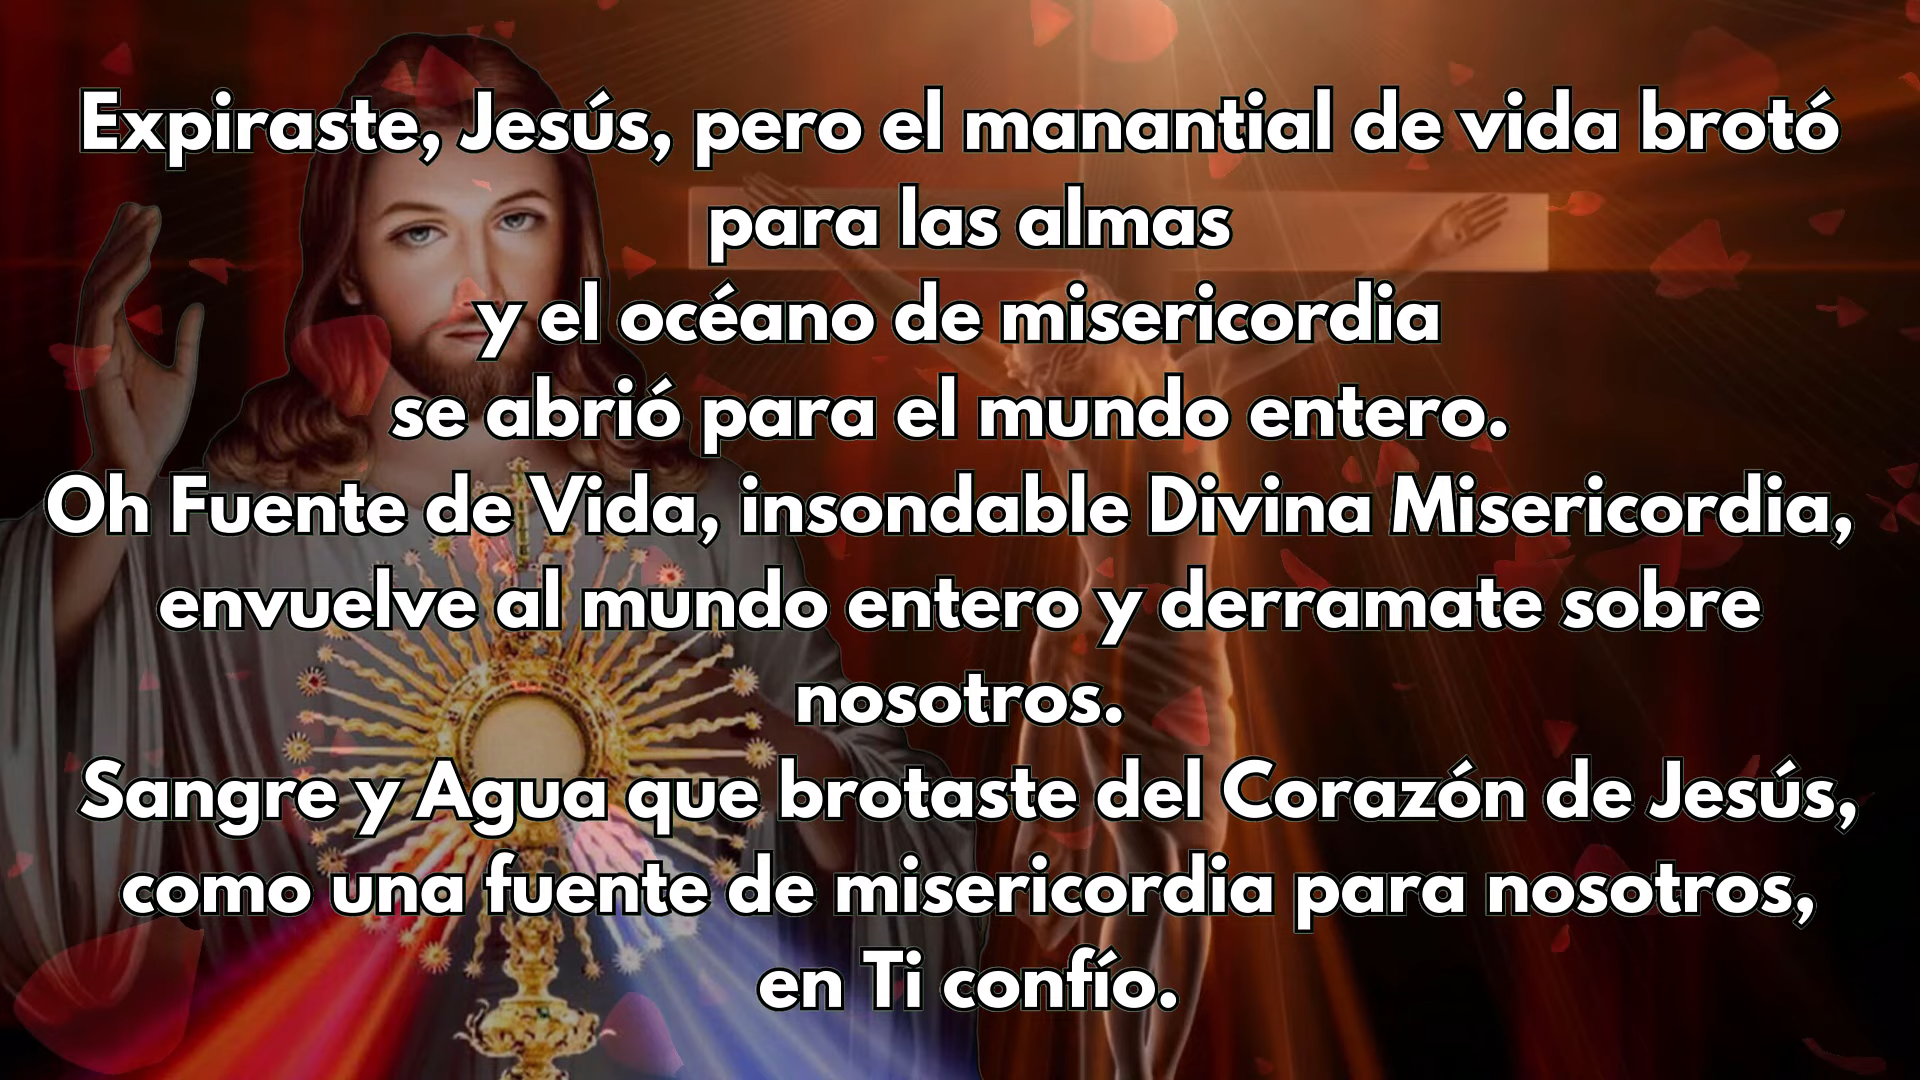 Expiraste, Jesús, pero el manantial de vida brotó
para las almas
y el océano de misericordia
se abrió para el mundo entero.
Oh Fuente de Vida, insondable Divina Misericordia,
envuelve al mundo entero y derramate sobre
nosotros.
Sangre y Agua que brotaste del Corazón de Jesús,
como una fuente de misericordia para nosotros,
en Ti confío.